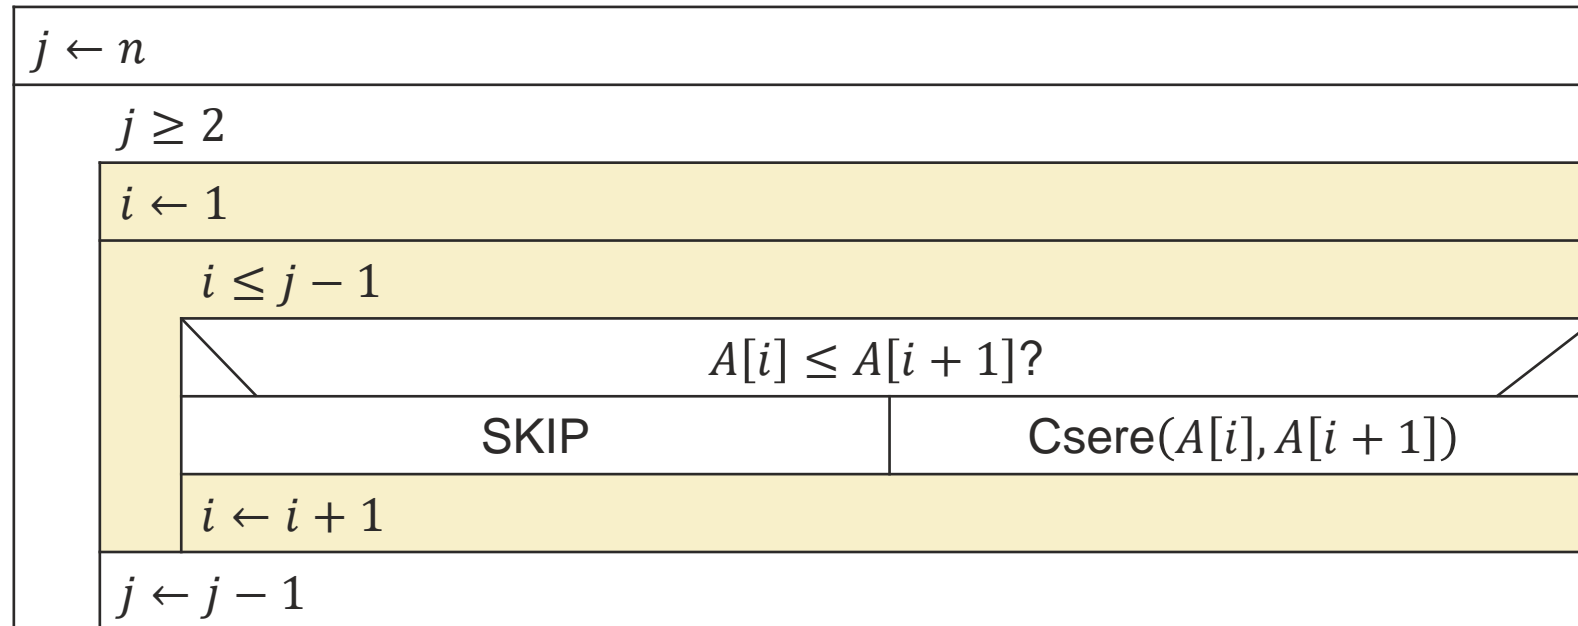 j ← n
j ≥ 2
i ← 1
i ≤ j − 1
A[i] ≤ A[i + 1]?
SKIP
Csere(A[i], A[i + 1])
i ← i + 1
j ← j − 1